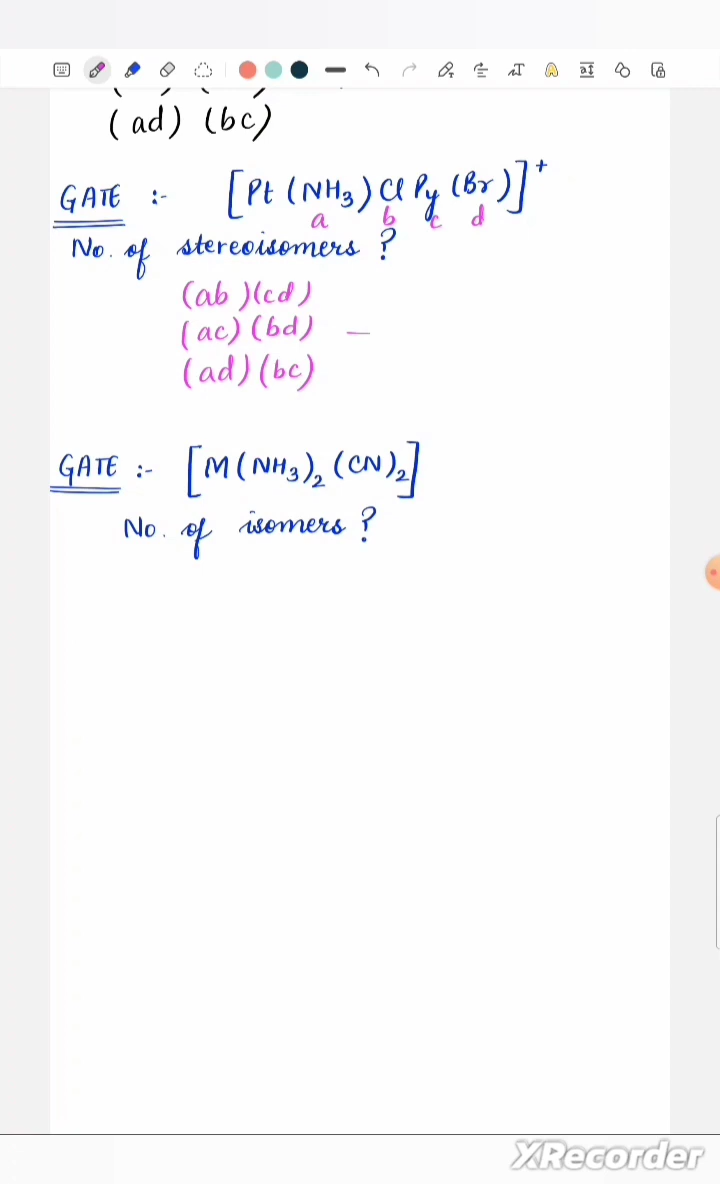 (ad) (bc)
GATE :- [Pt (NH₃) Cl Py (Br)]⁺
a b c d
No. of stereoisomers ?
(ab)(cd)
(ac)(bd) —
(ad)(bc)
GATE :- [M(NH₃)₂ (CN)₂]
No. of isomers ?
XRecorder